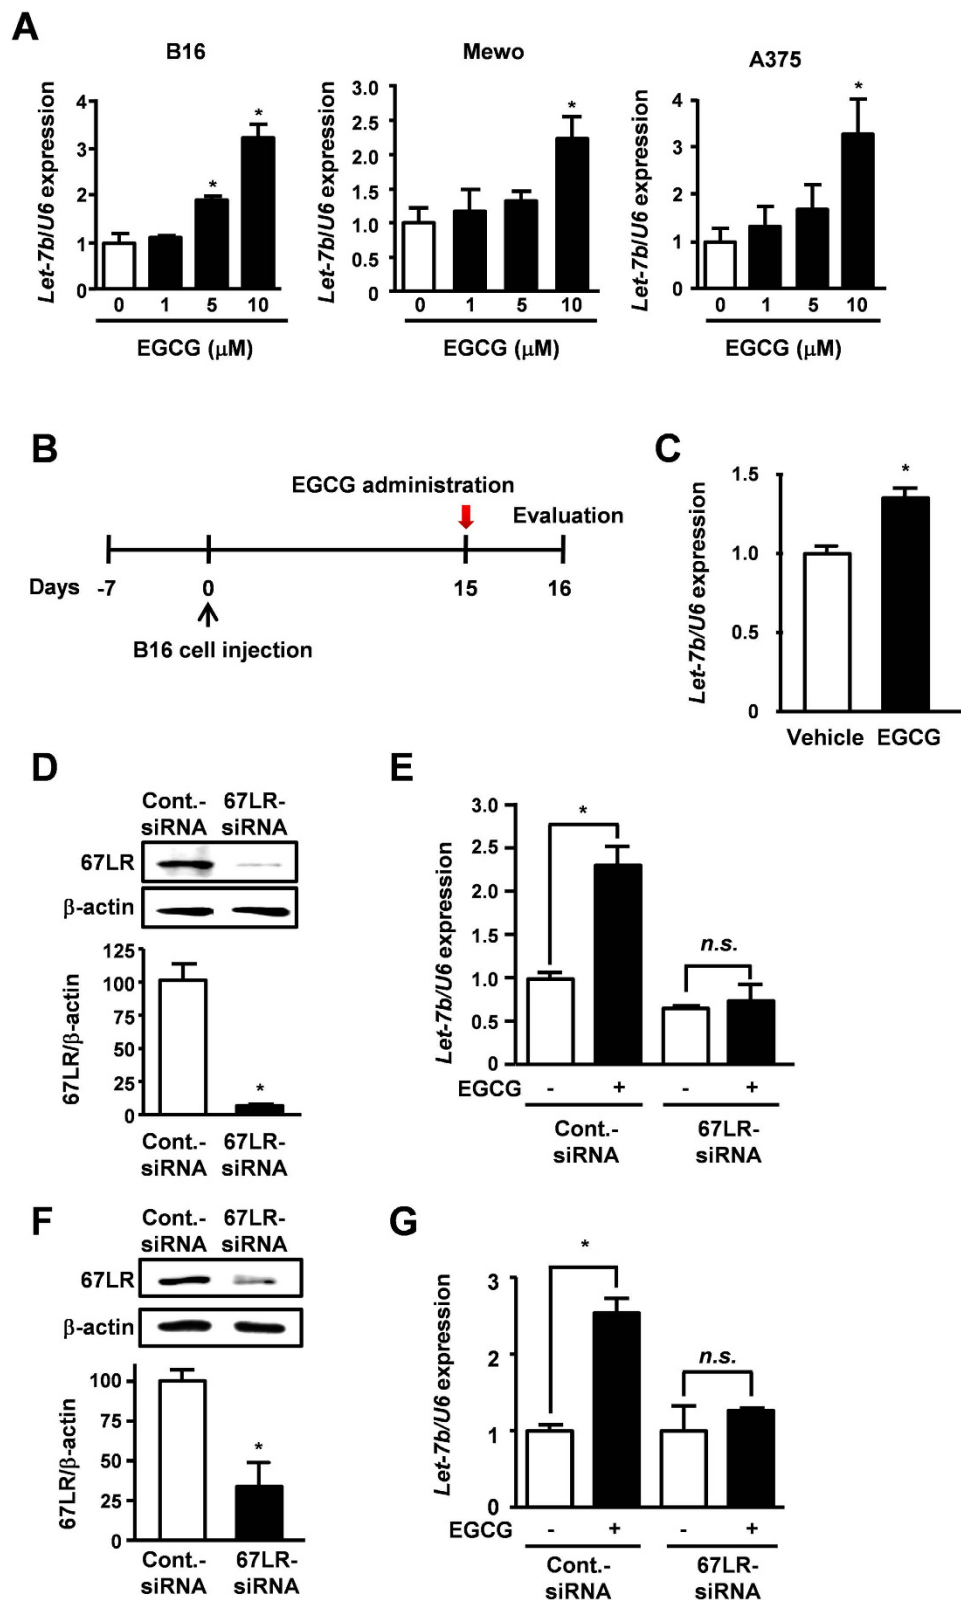 A
B16
Mewo
A375
Let-7b/U6 expression
4
3
2
1
0
0 1 5 10
EGCG (μM)
Let-7b/U6 expression
3.0
2.5
2.0
1.5
1.0
0.5
0
0 1 5 10
EGCG (μM)
Let-7b/U6 expression
4
3
2
1
0
0 1 5 10
EGCG (μM)
* *
*
*
B
EGCG administration
Evaluation
Days -7 0 15 16
B16 cell injection
C
Let-7b/U6 expression
1.5
1.0
0.5
0
*
Vehicle EGCG
D
Cont.- 67LR-
siRNA siRNA
67LR
β-actin
67LR/β-actin
125
100
75
50
25
0
*
Cont.- 67LR-
siRNA siRNA
E
Let-7b/U6 expression
3.0
2.5
2.0
1.5
1.0
0.5
0
*
n.s.
EGCG - + - +
Cont.- 67LR-
siRNA siRNA
F
Cont.- 67LR-
siRNA siRNA
67LR
β-actin
67LR/β-actin
100
75
50
25
0
*
Cont.- 67LR-
siRNA siRNA
G
Let-7b/U6 expression
3
2
1
0
*
n.s.
EGCG - + - +
Cont.- 67LR-
siRNA siRNA